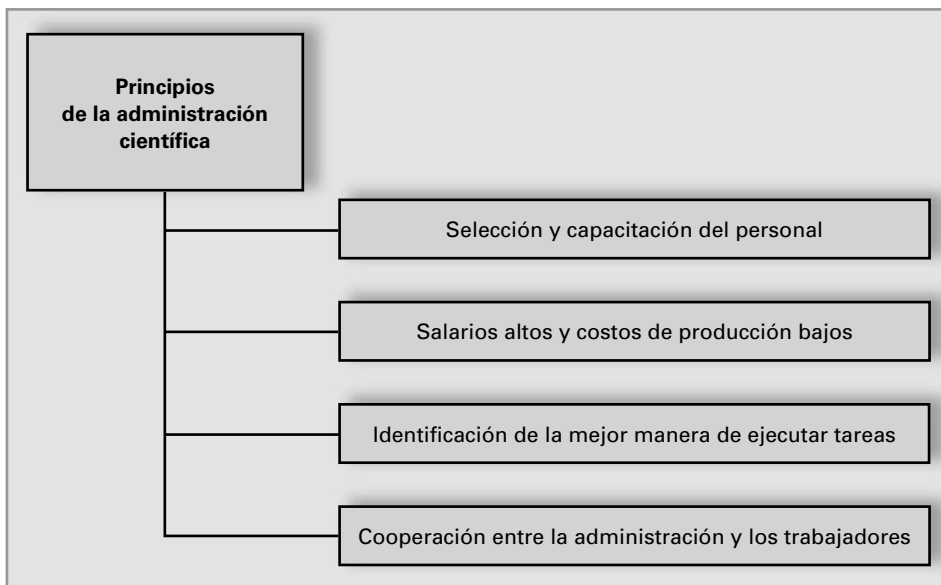 Principios
de la administración
científica
Selección y capacitación del personal
Salarios altos y costos de producción bajos
Identificación de la mejor manera de ejecutar tareas
Cooperación entre la administración y los trabajadores